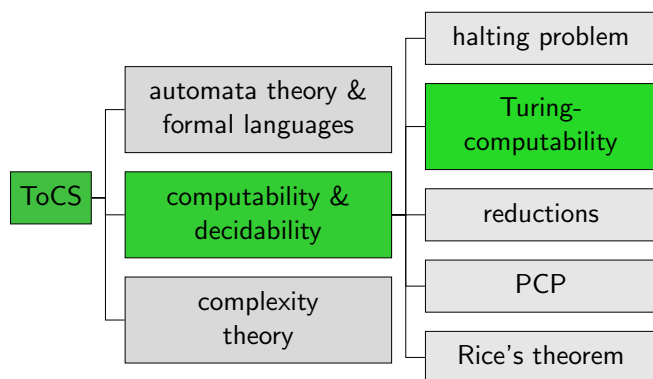 ToCS
automata theory &
formal languages
computability &
decidability
complexity
theory
halting problem
Turing-
computability
reductions
PCP
Rice's theorem